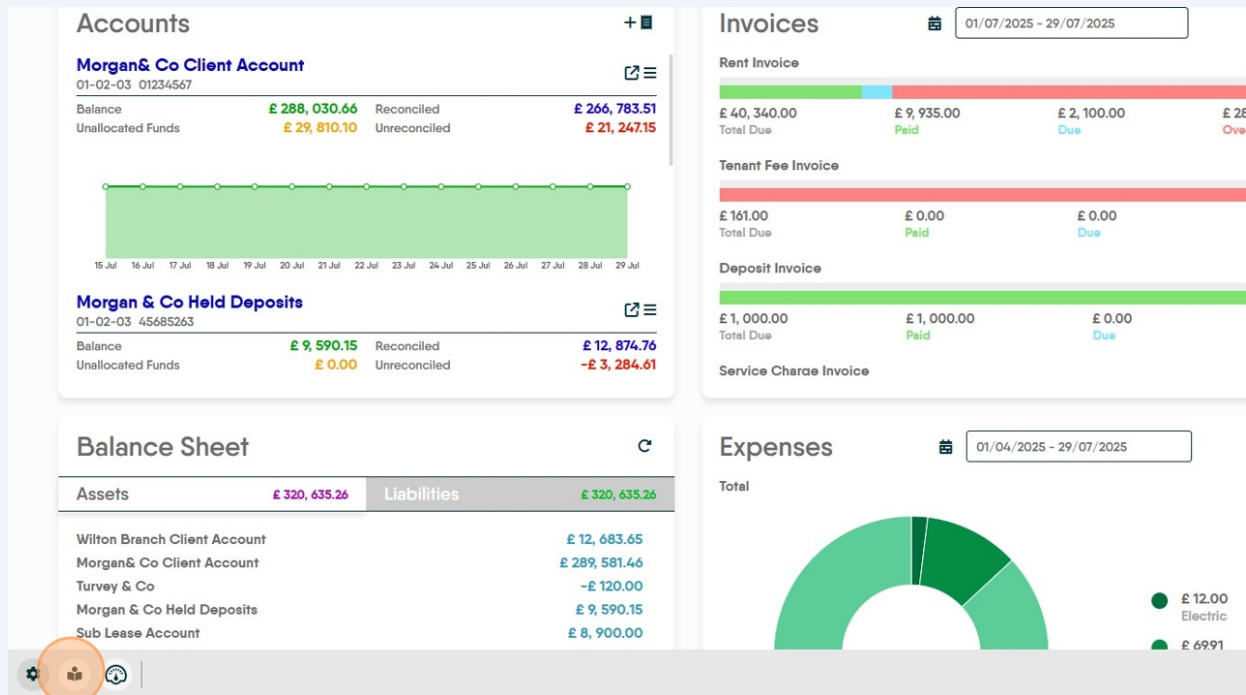 Accounts
Morgan& Co Client Account
01-02-03 01234567
Balance £ 288, 030.66 Reconciled £ 266, 783.51
Unallocated Funds £ 29, 810.10 Unreconciled £ 21, 247.15
15 Jul 16 Jul 17 Jul 18 Jul 19 Jul 20 Jul 21 Jul 22 Jul 23 Jul 24 Jul 25 Jul 26 Jul 27 Jul 28 Jul 29 Jul
Morgan & Co Held Deposits
01-02-03 45685263
Balance £ 9, 590.15 Reconciled £ 12, 874.76
Unallocated Funds £ 0.00 Unreconciled -£ 3, 284.61
Invoices 01/07/2025 - 29/07/2025
Rent Invoice
£ 40, 340.00 £ 9, 935.00 £ 2, 100.00 £ 28
Total Due Paid Due Ove
Tenant Fee Invoice
£ 161.00 £ 0.00 £ 0.00
Total Due Paid Due
Deposit Invoice
£ 1, 000.00 £ 1, 000.00 £ 0.00
Total Due Paid Due
Service Charge Invoice
Balance Sheet
Assets £ 320, 635.26 Liabilities £ 320, 635.26
Wilton Branch Client Account £ 12, 683.65
Morgan& Co Client Account £ 289, 581.46
Turvey & Co -£ 120.00
Morgan & Co Held Deposits £ 9, 590.15
Sub Lease Account £ 8, 900.00
Expenses 01/04/2025 - 29/07/2025
Total
£ 12.00
Electric
£ 69.91